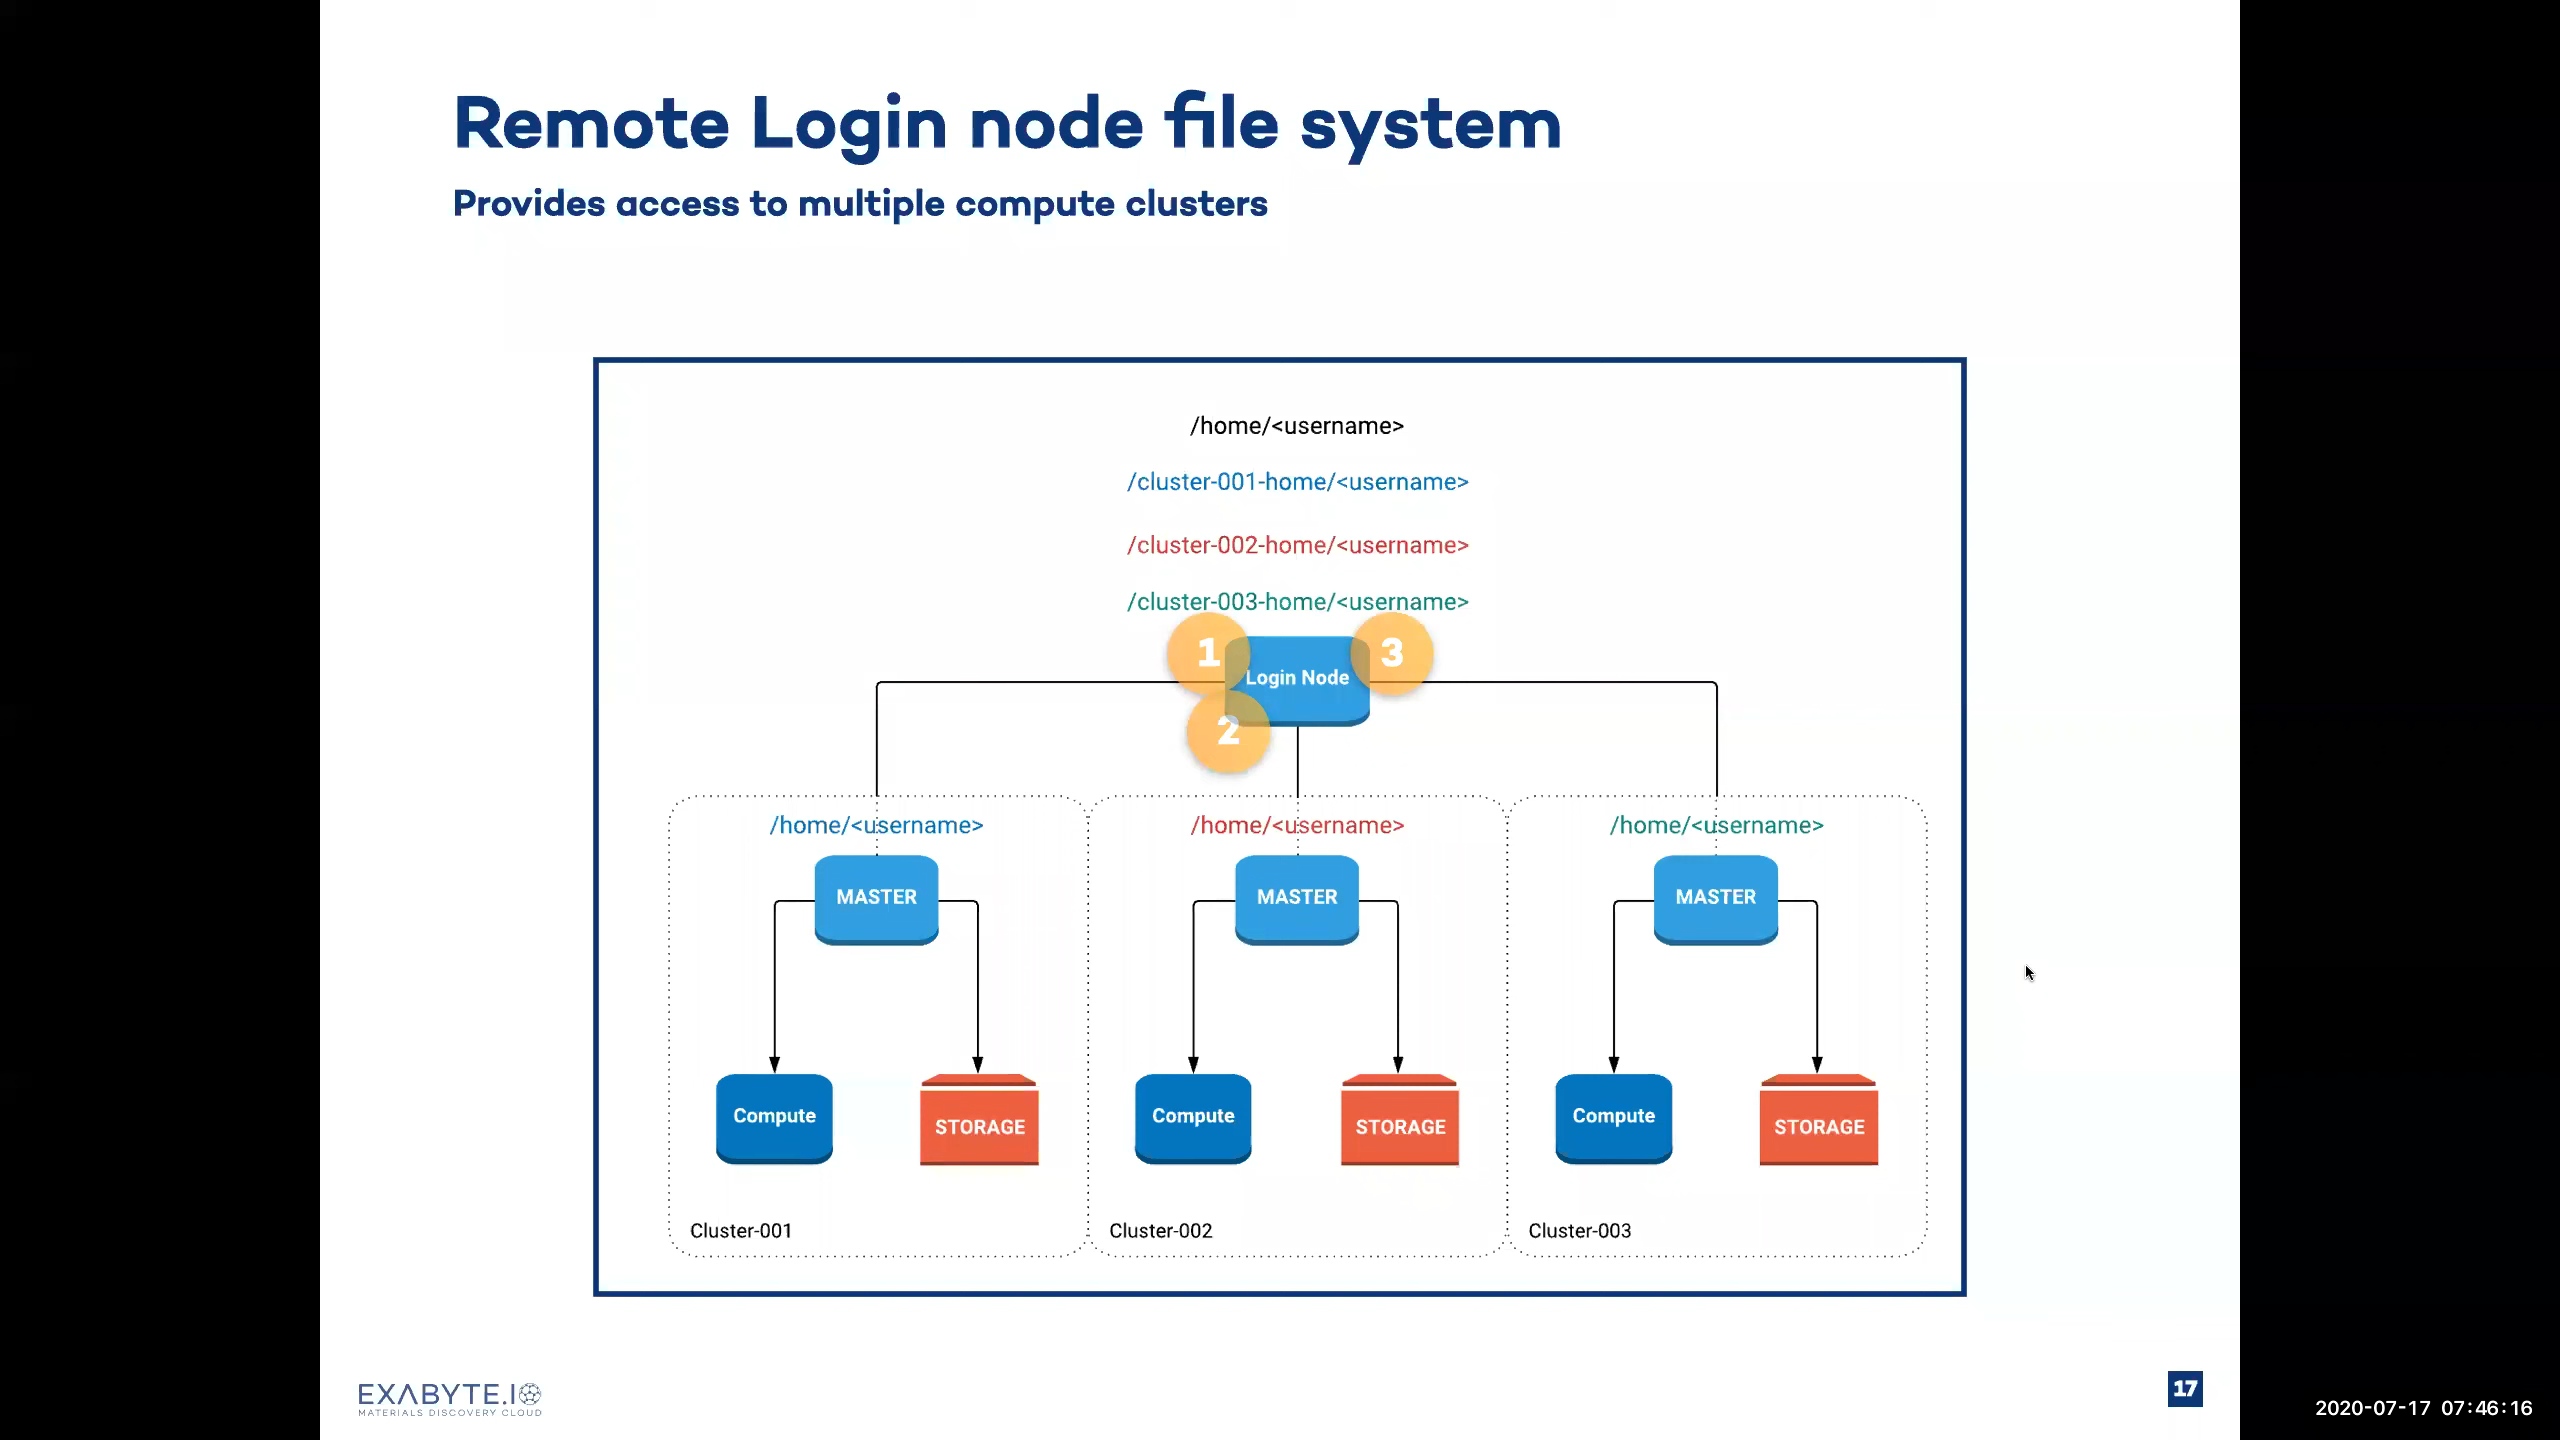 Remote Login node file system
Provides access to multiple compute clusters
/home/<username>
/cluster-001-home/<username>
/cluster-002-home/<username>
/cluster-003-home/<username>
1 Login Node 3
2
/home/<username> /home/<username> /home/<username>
MASTER MASTER MASTER
Compute STORAGE Compute STORAGE Compute STORAGE
Cluster-001 Cluster-002 Cluster-003
EXABYTE.IO
MATERIALS DISCOVERY CLOUD
17
2020-07-17 07:46:16